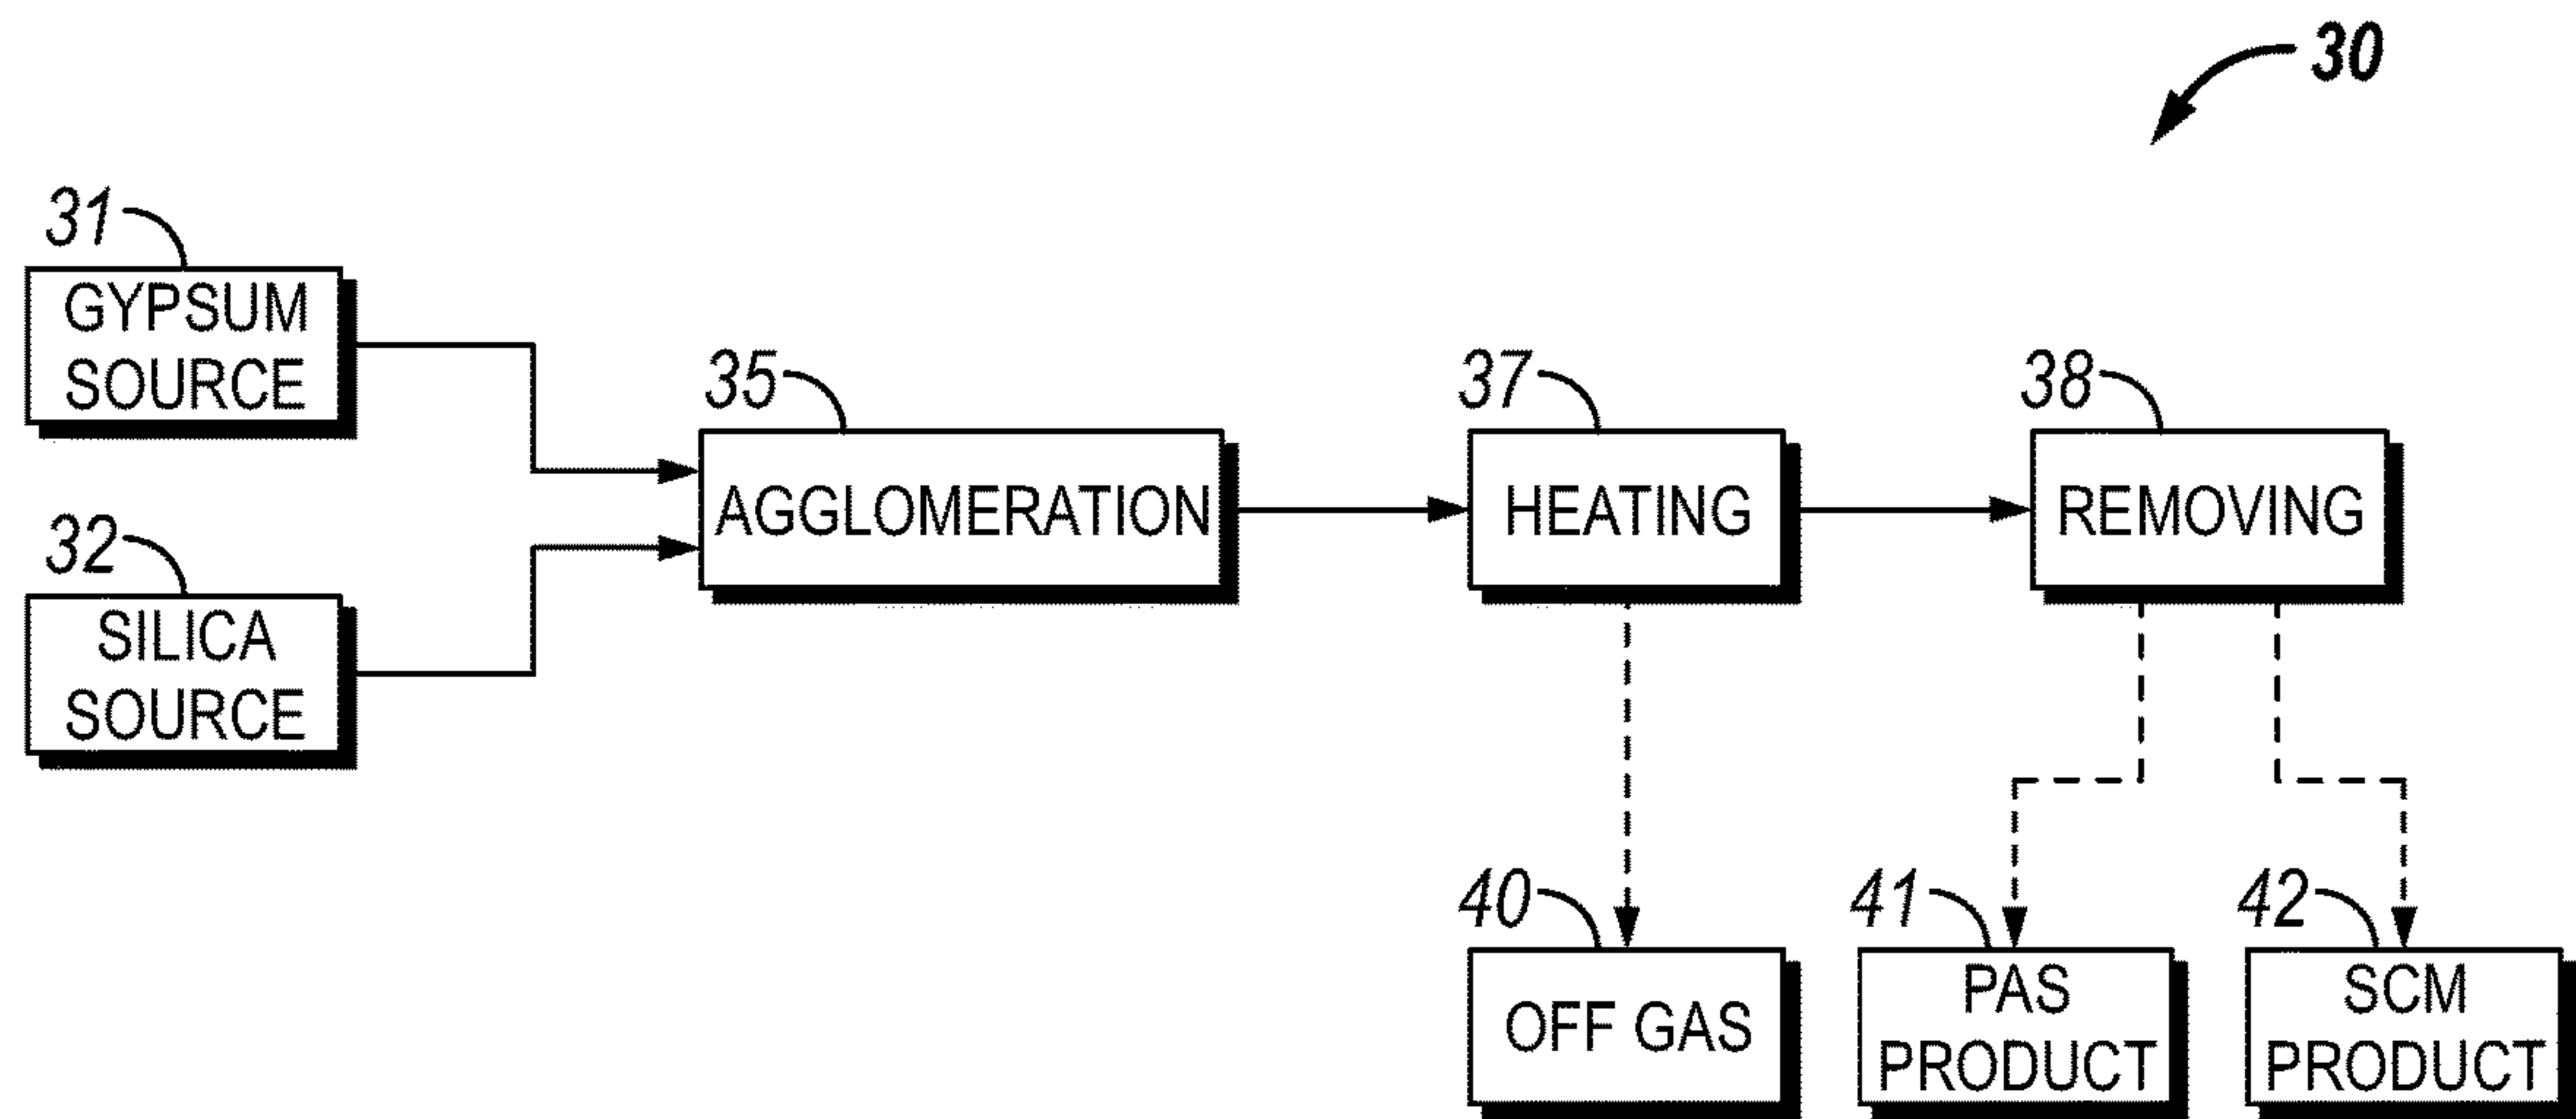 30
31
GYPSUM
SOURCE
32
SILICA
SOURCE
35
AGGLOMERATION
37
HEATING
38
REMOVING
40
OFF GAS
41
PAS
PRODUCT
42
SCM
PRODUCT